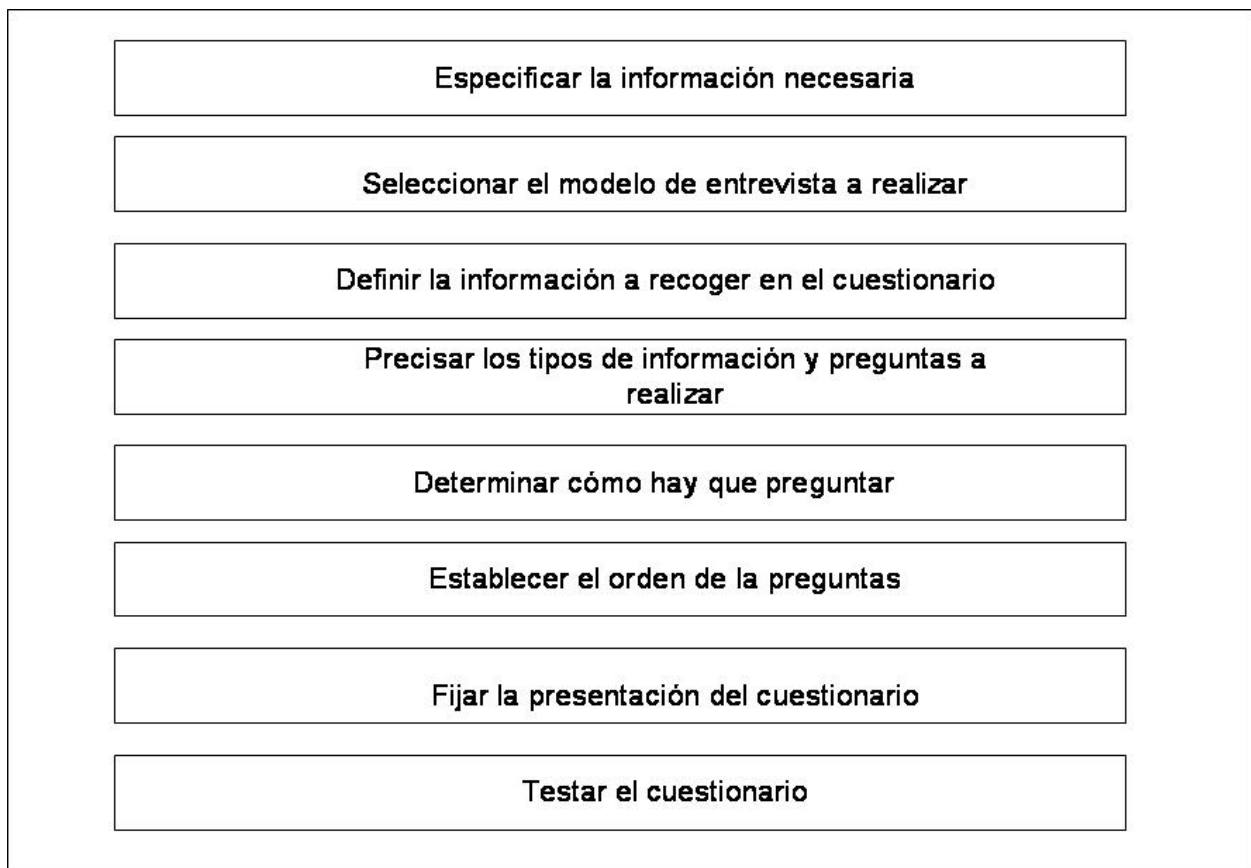 Especificar la información necesaria
Seleccionar el modelo de entrevista a realizar
Definir la información a recoger en el cuestionario
Precisar los tipos de información y preguntas a
realizar
Determinar cómo hay que preguntar
Establecer el orden de la preguntas
Fijar la presentación del cuestionario
Testar el cuestionario